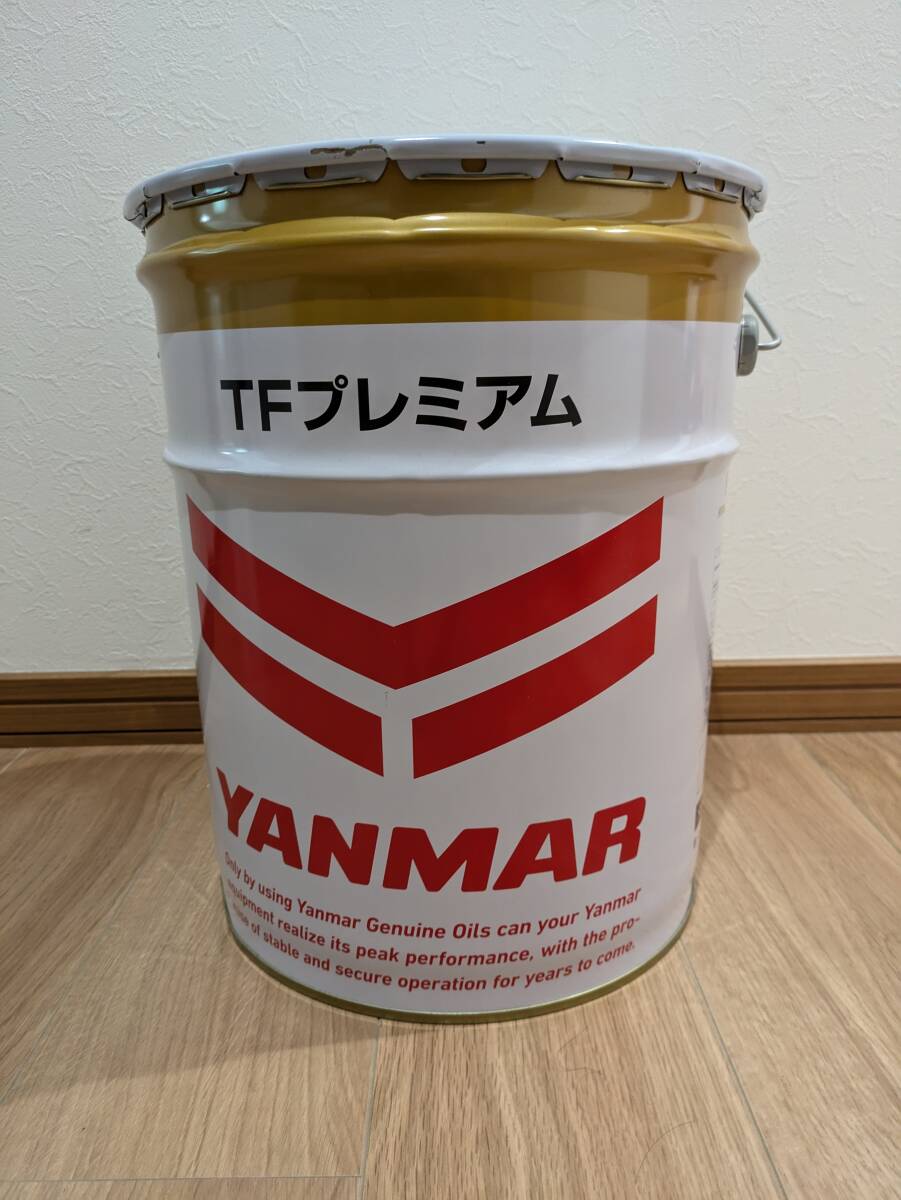 TFプレミアム
YANMAR
Only by using Yanmar Genuine Oils can your Yanmar
equipment realize its peak performance, with the pro-
of stable and secure operation for years to come.